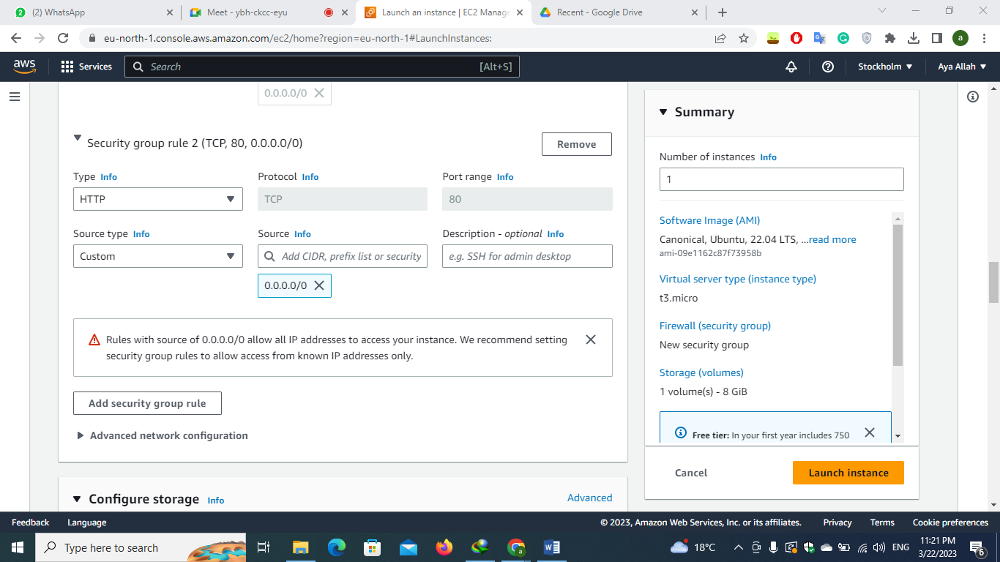 (2) WhatsApp
Meet - ybh-ckcc-eyu
Launch an instance | EC2 Manage
Recent - Google Drive
eu-north-1.console.aws.amazon.com/ec2/home?region=eu-north-1#LaunchInstances:
a
aws
Services
Search
[Alt+S]
Stockholm
Aya Allah
0.0.0.0/0
Security group rule 2 (TCP, 80, 0.0.0.0/0)
Remove
Type Info
Protocol Info
Port range Info
HTTP
TCP
80
Source type Info
Source Info
Description - optional Info
Custom
Add CIDR, prefix list or security
e.g. SSH for admin desktop
0.0.0.0/0
Rules with source of 0.0.0.0/0 allow all IP addresses to access your instance. We recommend setting
security group rules to allow access from known IP addresses only.
Add security group rule
Advanced network configuration
Configure storage Info
Advanced
Summary
Number of instances Info
1
Software Image (AMI)
Canonical, Ubuntu, 22.04 LTS, ...read more
ami-09e1162c87f73958b
Virtual server type (instance type)
t3.micro
Firewall (security group)
New security group
Storage (volumes)
1 volume(s) - 8 GiB
Free tier: In your first year includes 750
Cancel
Launch instance
Feedback
Language
© 2023, Amazon Web Services, Inc. or its affiliates.
Privacy
Terms
Cookie preferences
Type here to search
18°C
ENG
11:21 PM
3/22/2023
6